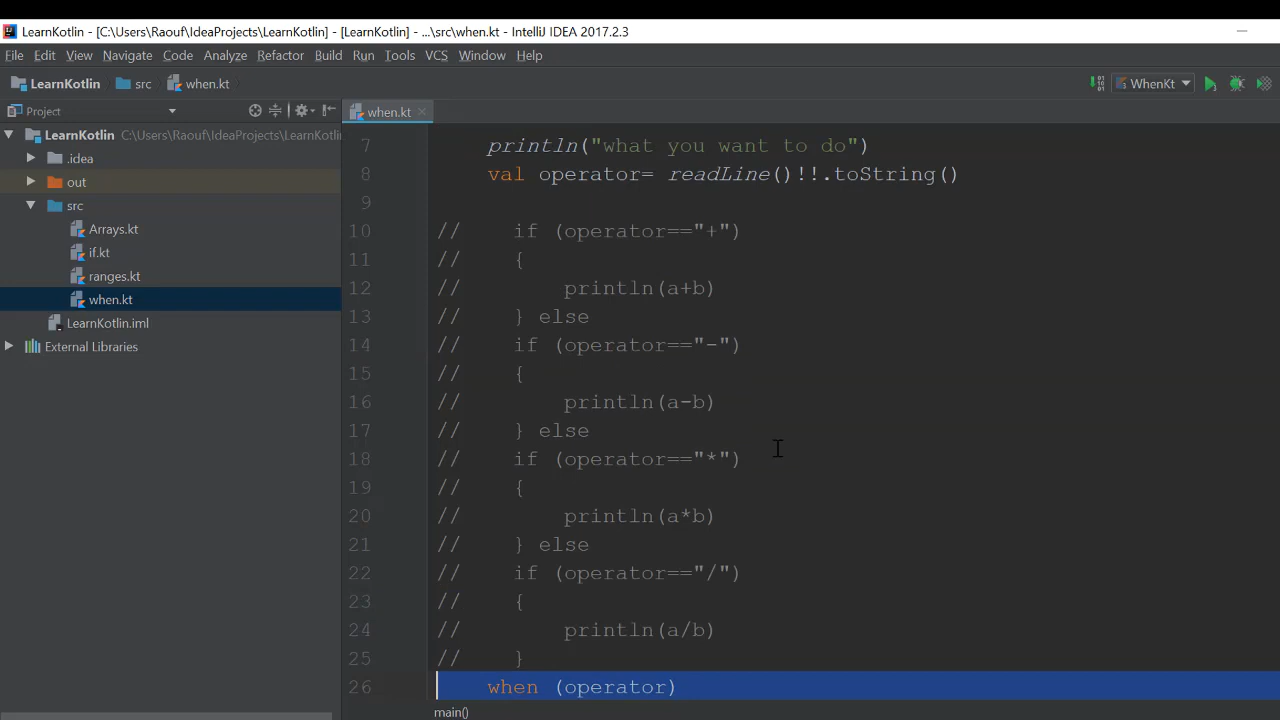 LearnKotlin - [C:\Users\Raouf\IdeaProjects\LearnKotlin] - [LearnKotlin] - ...\src\when.kt - IntelliJ IDEA 2017.2.3
File Edit View Navigate Code Analyze Refactor Build Run Tools VCS Window Help
LearnKotlin src when.kt WhenKt
Project when.kt
LearnKotlin C:\Users\Raouf\IdeaProjects\LearnKotli
.idea
out
src
Arrays.kt
if.kt
ranges.kt
when.kt
LearnKotlin.iml
External Libraries
7 println("what you want to do")
8 val operator= readLine()!!.toString()
9
10 // if (operator=="+")
11 // {
12 // println(a+b)
13 // } else
14 // if (operator=="-")
15 // {
16 // println(a-b)
17 // } else
18 // if (operator=="*")
19 // {
20 // println(a*b)
21 // } else
22 // if (operator=="/")
23 // {
24 // println(a/b)
25 // }
26 when (operator)
main()